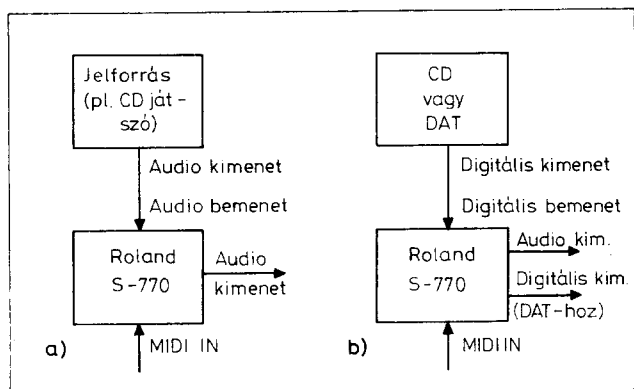 Jelforrás
(pl. CD ját-
szó)
Audio kimenet
Audio bemenet
Roland
S-770
Audio
kimenet
MIDI IN
a)
CD
vagy
DAT
Digitális kimenet
Digitális bemenet
Roland
S-770
Audio kim.
Digitális kim.
(DAT-hoz)
MIDI IN
b)